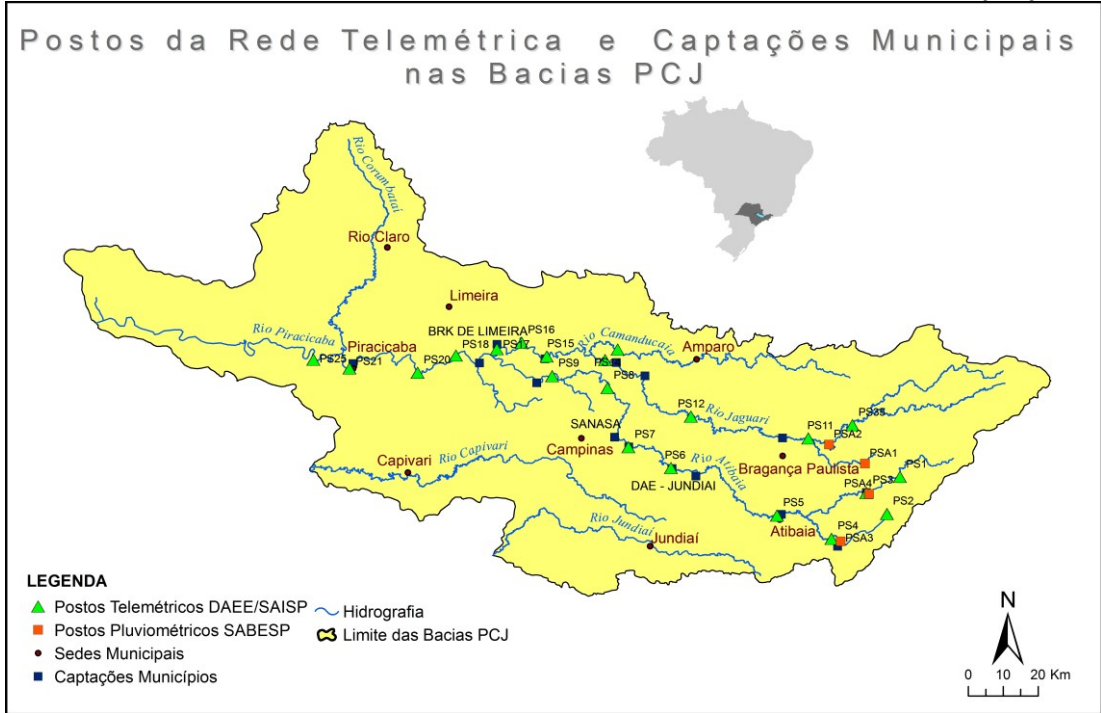 Postos da Rede Telemétrica e Captações Municipais
nas Bacias PCJ
Rio Corumbataí
Rio Claro
Limeira
BRK DE LIMEIRA
PS16
PS18
PS17
PS15
Rio Camanducaia
Rio Piracicaba
Piracicaba
PS20
PS25
PS21
PS9
PS8
Amparo
PS12
Rio Jaguari
PS38
PS11
PSA2
SANASA
PS7
Campinas
Rio Capivari
Capivari
PS6
Rio Atibaia
Bragança Paulista
PSA1
PS1
PSA4
PS3
DAE - JUNDIAI
PS5
PS2
Atibaia
PS4
PSA3
Rio Jundiaí
Jundiaí
LEGENDA
Postos Telemétricos DAEE/SAISP
Hidrografia
Postos Pluviométricos SABESP
Limite das Bacias PCJ
Sedes Municipais
Captações Municípios
N
0 10 20 Km